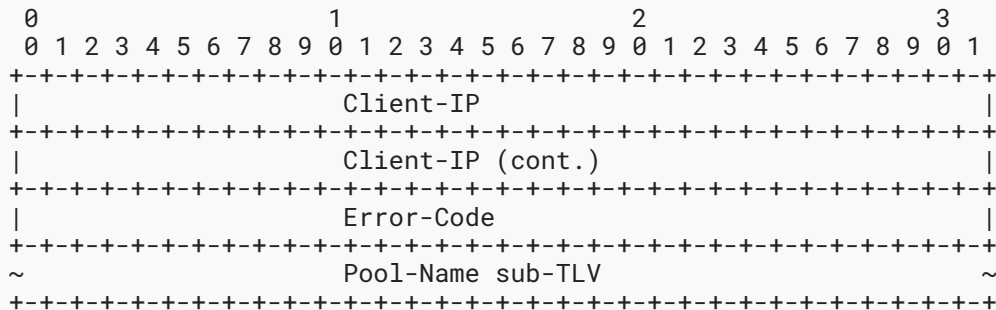 0                   1                   2                   3
 0 1 2 3 4 5 6 7 8 9 0 1 2 3 4 5 6 7 8 9 0 1 2 3 4 5 6 7 8 9 0 1
+-+-+-+-+-+-+-+-+-+-+-+-+-+-+-+-+-+-+-+-+-+-+-+-+-+-+-+-+-+-+-+-+
|                     Client-IP                                 |
+-+-+-+-+-+-+-+-+-+-+-+-+-+-+-+-+-+-+-+-+-+-+-+-+-+-+-+-+-+-+-+-+
|                     Client-IP (cont.)                         |
+-+-+-+-+-+-+-+-+-+-+-+-+-+-+-+-+-+-+-+-+-+-+-+-+-+-+-+-+-+-+-+-+
|                     Error-Code                                |
+-+-+-+-+-+-+-+-+-+-+-+-+-+-+-+-+-+-+-+-+-+-+-+-+-+-+-+-+-+-+-+-+
~                     Pool-Name sub-TLV                         ~
+-+-+-+-+-+-+-+-+-+-+-+-+-+-+-+-+-+-+-+-+-+-+-+-+-+-+-+-+-+-+-+-+